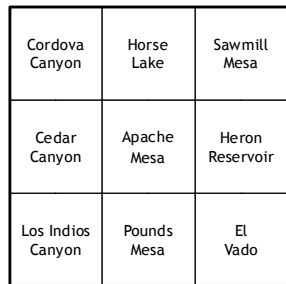 Cordova
Canyon
Horse
Lake
Sawmill
Mesa
Cedar
Canyon
Apache
Mesa
Heron
Reservoir
Los Indios
Canyon
Pounds
Mesa
El
Vado